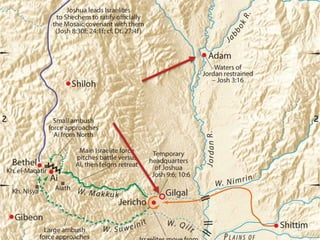 Joshua leads Israelites
to Shechem to ratify officially
the Mosaic covenant with them
(Josh 8:30f; 24:1f; cf. Dt. 27:4f)
Jabbok R.
Adam
Waters of
Jordan restrained
– Josh 3:16
Shiloh
2
2
Small ambush
force approaches
Ai from North
Jordan R.
Main Israelite force
pitches battle versus
Ai, then feigns retreat
Temporary
headquarters
of Joshua
– Josh 9:6; 10:6
Bethel
Kh. el-Maqatir
Ai
Kh. Nisya
Aiath
W. Makkuk
W. Nimrin
Gilgal
Jericho
Gibeon
W. Suweinit
W. Qilt
Shittim
Large ambush
force approaches
Israelites move from
PLAINS OF